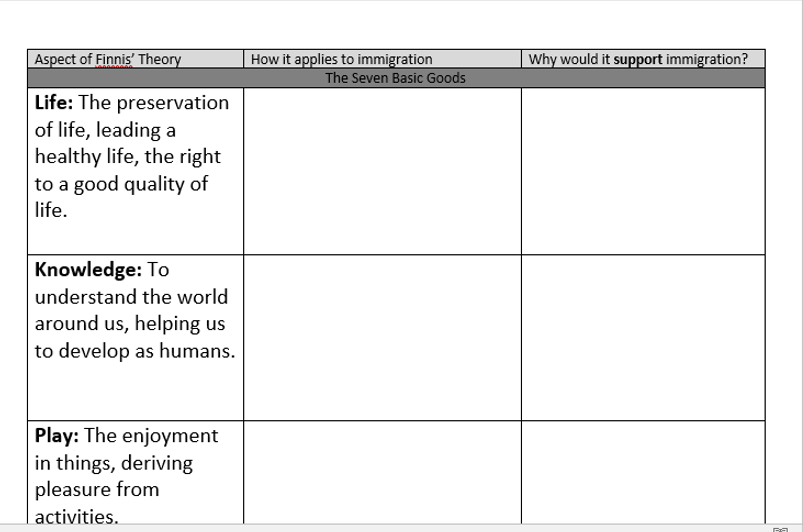 Aspect of Finnis' Theory How it applies to immigration Why would it support immigration?
The Seven Basic Goods
Life: The preservation
of life, leading a
healthy life, the right
to a good quality of
life.
Knowledge: To
understand the world
around us, helping us
to develop as humans.
Play: The enjoyment
in things, deriving
pleasure from
activities.